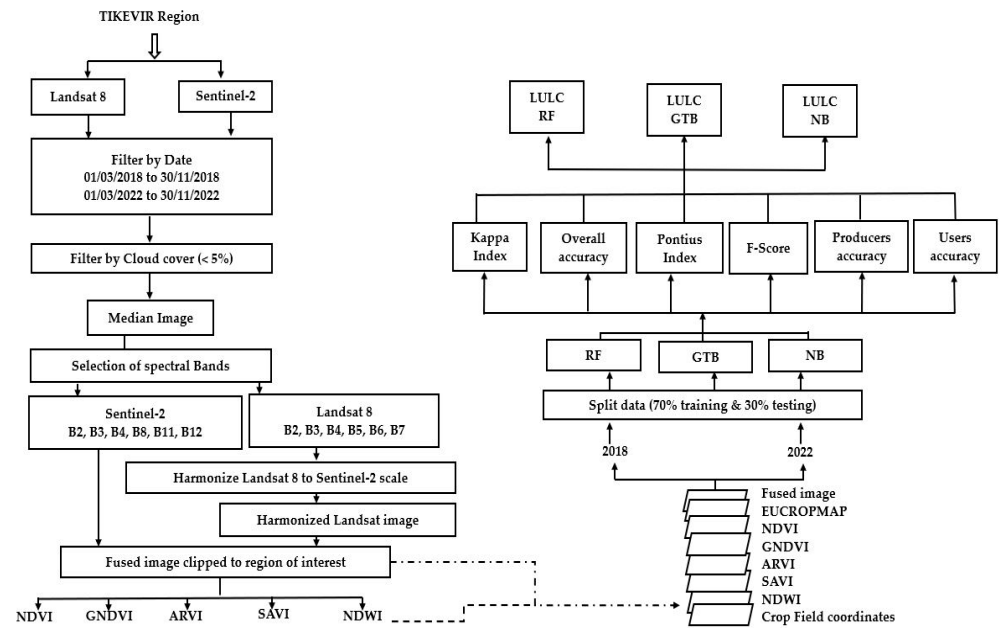 TIKEVIR Region
Landsat 8
Sentinel-2
Filter by Date
01/03/2018 to 30/11/2018
01/03/2022 to 30/11/2022
Filter by Cloud cover (< 5%)
Median Image
Selection of spectral Bands
Sentinel-2
B2, B3, B4, B8, B11, B12
Landsat 8
B2, B3, B4, B5, B6, B7
Harmonize Landsat 8 to Sentinel-2 scale
Harmonized Landsat image
Fused image clipped to region of interest
NDVI
GNDVI
ARVI
SAVI
NDWI
LULC
RF
LULC
GTB
LULC
NB
Kappa
Index
Overall
accuracy
Pontius
Index
F-Score
Producers
accuracy
Users
accuracy
RF
GTB
NB
Split data (70% training & 30% testing)
2018
2022
Fused image
EUCROPMAP
NDVI
GNDVI
ARVI
SAVI
NDWI
Crop Field coordinates